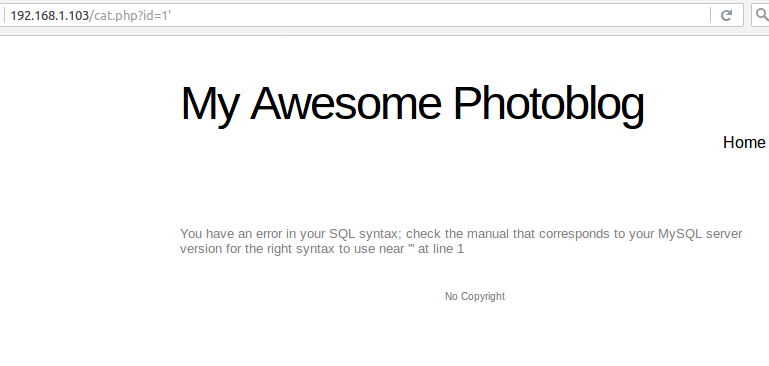 192.168.1.103/cat.php?id=1'
My Awesome Photoblog
Home
You have an error in your SQL syntax; check the manual that corresponds to your MySQL server
version for the right syntax to use near ''' at line 1
No Copyright